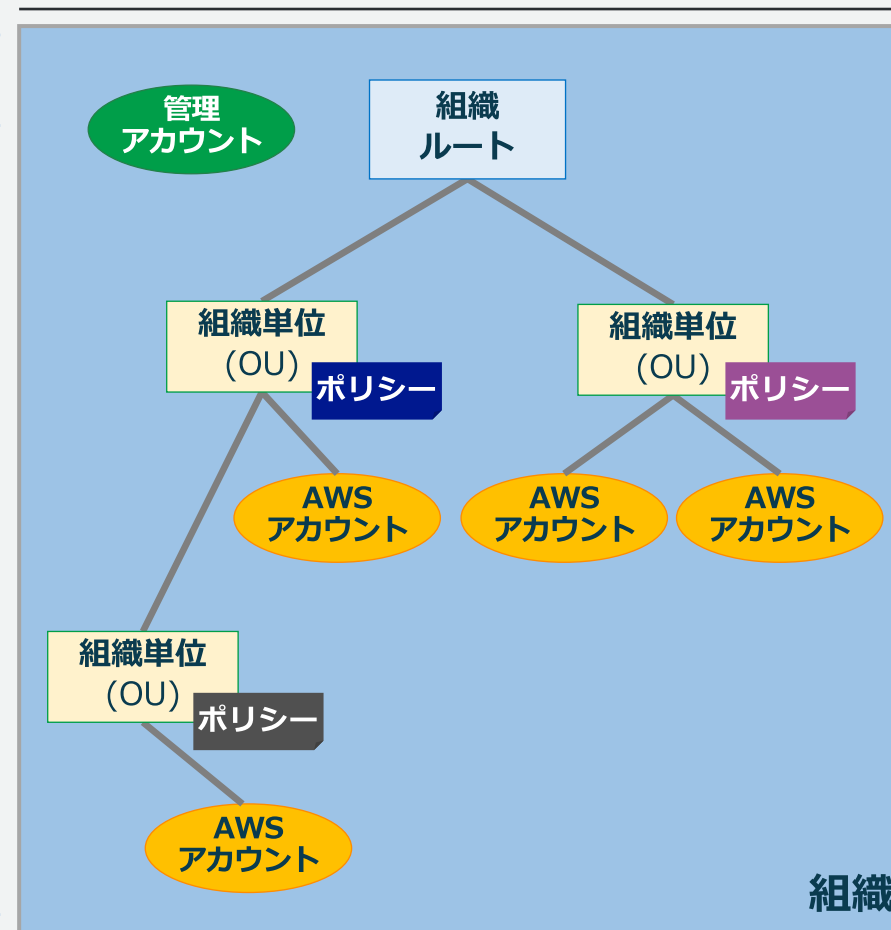 管理
アカウント
組織
ルート
組織単位
(OU)
ポリシー
組織単位
(OU)
ポリシー
AWS
アカウント
AWS
アカウント
AWS
アカウント
組織単位
(OU)
ポリシー
AWS
アカウント
組織